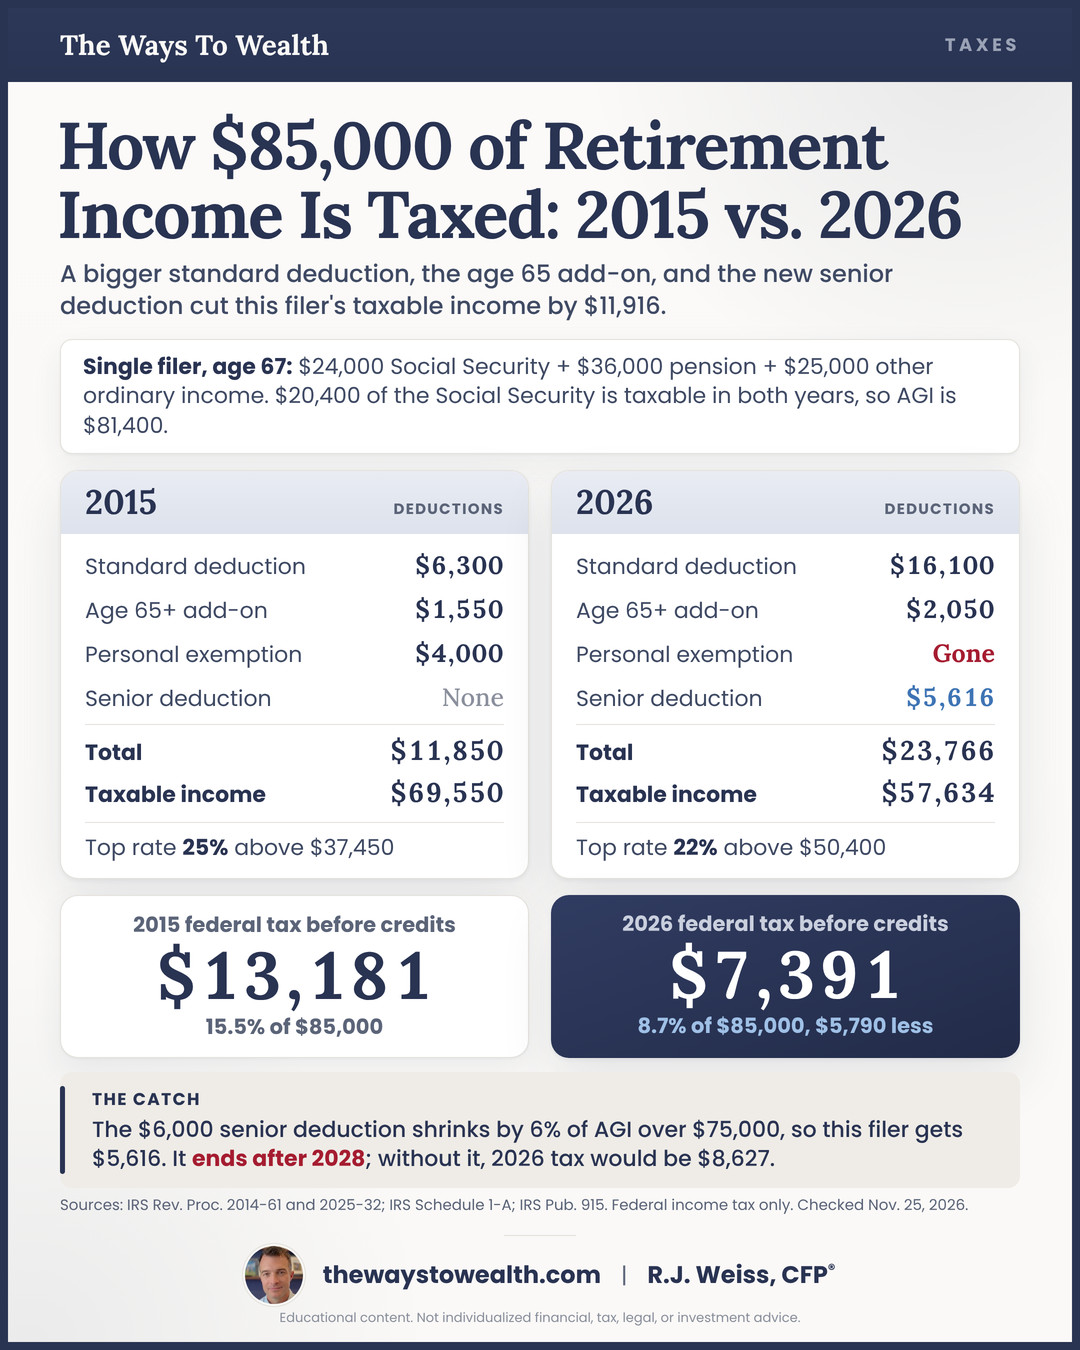 The Ways To Wealth
TAXES
How $85,000 of Retirement
Income Is Taxed: 2015 vs. 2026
A bigger standard deduction, the age 65 add-on, and the new senior
deduction cut this filer's taxable income by $11,916.
Single filer, age 67: $24,000 Social Security + $36,000 pension + $25,000 other
ordinary income. $20,400 of the Social Security is taxable in both years, so AGI is
$81,400.
2015 DEDUCTIONS
Standard deduction $6,300
Age 65+ add-on $1,550
Personal exemption $4,000
Senior deduction None
Total $11,850
Taxable income $69,550
Top rate 25% above $37,450
2026 DEDUCTIONS
Standard deduction $16,100
Age 65+ add-on $2,050
Personal exemption Gone
Senior deduction $5,616
Total $23,766
Taxable income $57,634
Top rate 22% above $50,400
2015 federal tax before credits
$13,181
15.5% of $85,000
2026 federal tax before credits
$7,391
8.7% of $85,000, $5,790 less
THE CATCH
The $6,000 senior deduction shrinks by 6% of AGI over $75,000, so this filer gets
$5,616. It ends after 2028; without it, 2026 tax would be $8,627.
Sources: IRS Rev. Proc. 2014-61 and 2025-32; IRS Schedule 1-A; IRS Pub. 915. Federal income tax only. Checked Nov. 25, 2026.
thewaystowealth.com | R.J. Weiss, CFP®
Educational content. Not individualized financial, tax, legal, or investment advice.